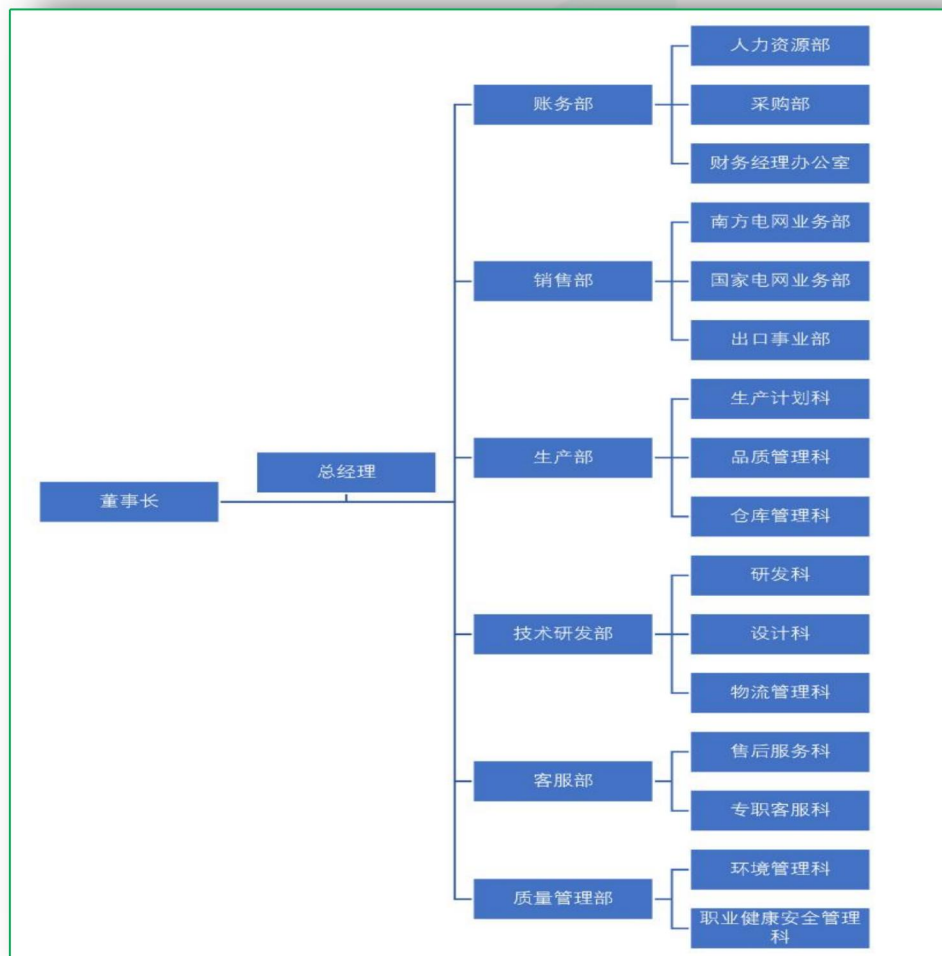 人力资源部
账务部
采购部
财务经理办公室
南方电网业务部
销售部
国家电网业务部
出口事业部
生产计划科
总经理
生产部
品质管理科
董事长
仓库管理科
研发科
技术研发部
设计科
物流管理科
售后服务科
客服部
专职客服科
环境管理科
质量管理部
职业健康安全管理
科